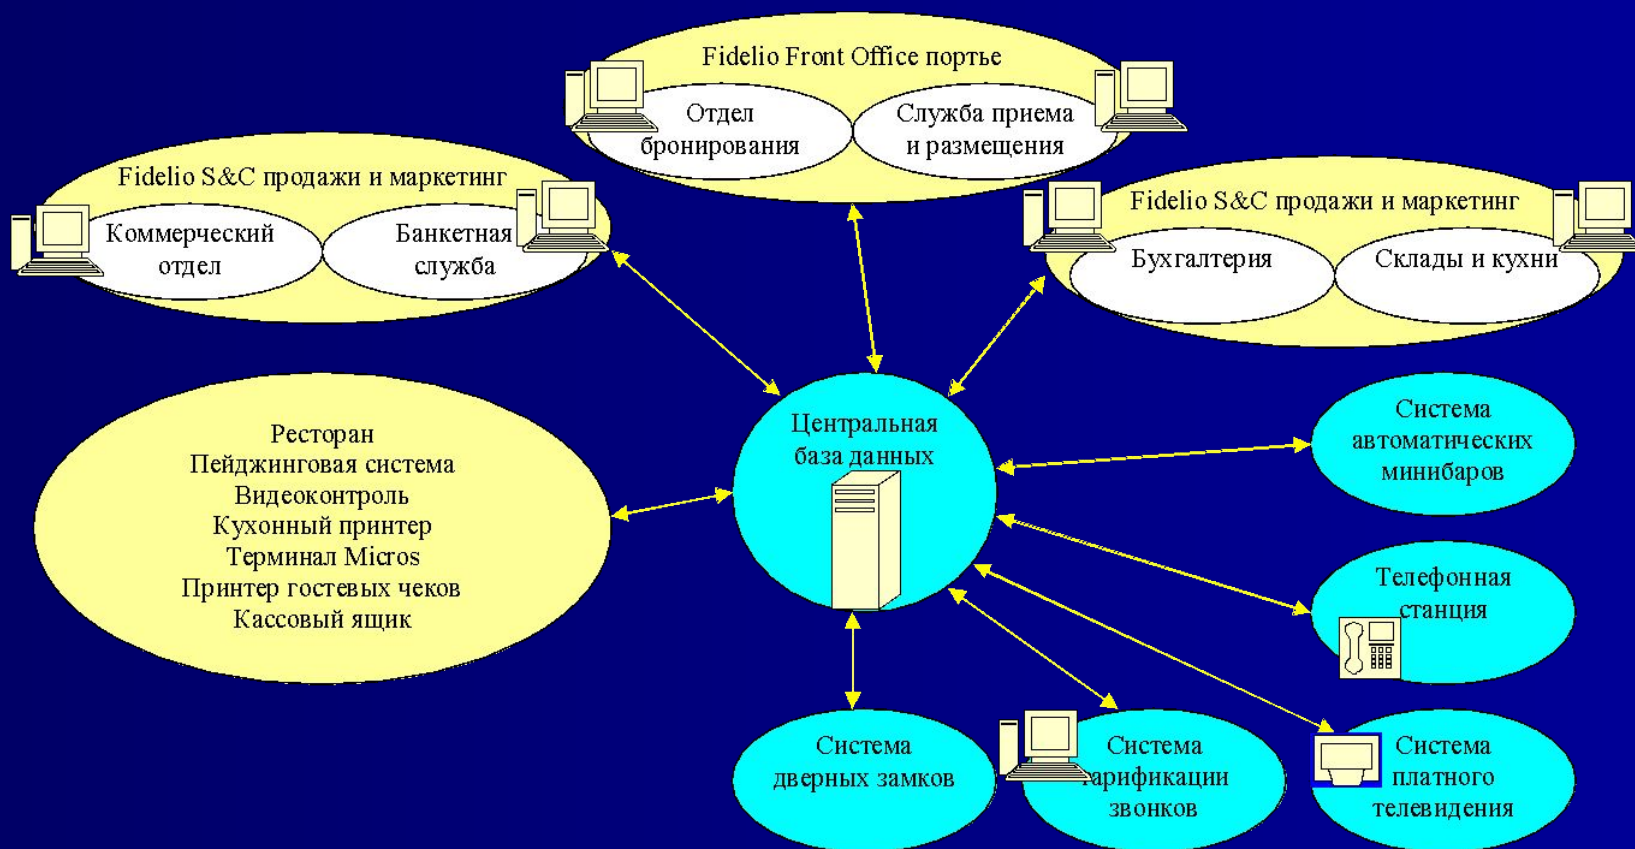 Fidelio Front Office портье
Отдел
бронирования
Служба приема
и размещения
Fidelio S&C продажи и маркетинг
Коммерческий
отдел
Банкетная
служба
Fidelio S&C продажи и маркетинг
Бухгалтерия
Склады и кухни
Ресторан
Пейджинговая система
Видеоконтроль
Кухонный принтер
Терминал Micros
Принтер гостевых чеков
Кассовый ящик
Центральная
база данных
Система
автоматических
минибаров
Телефонная
станция
Система
дверных замков
Система
тарификации
звонков
Система
платного
телевидения